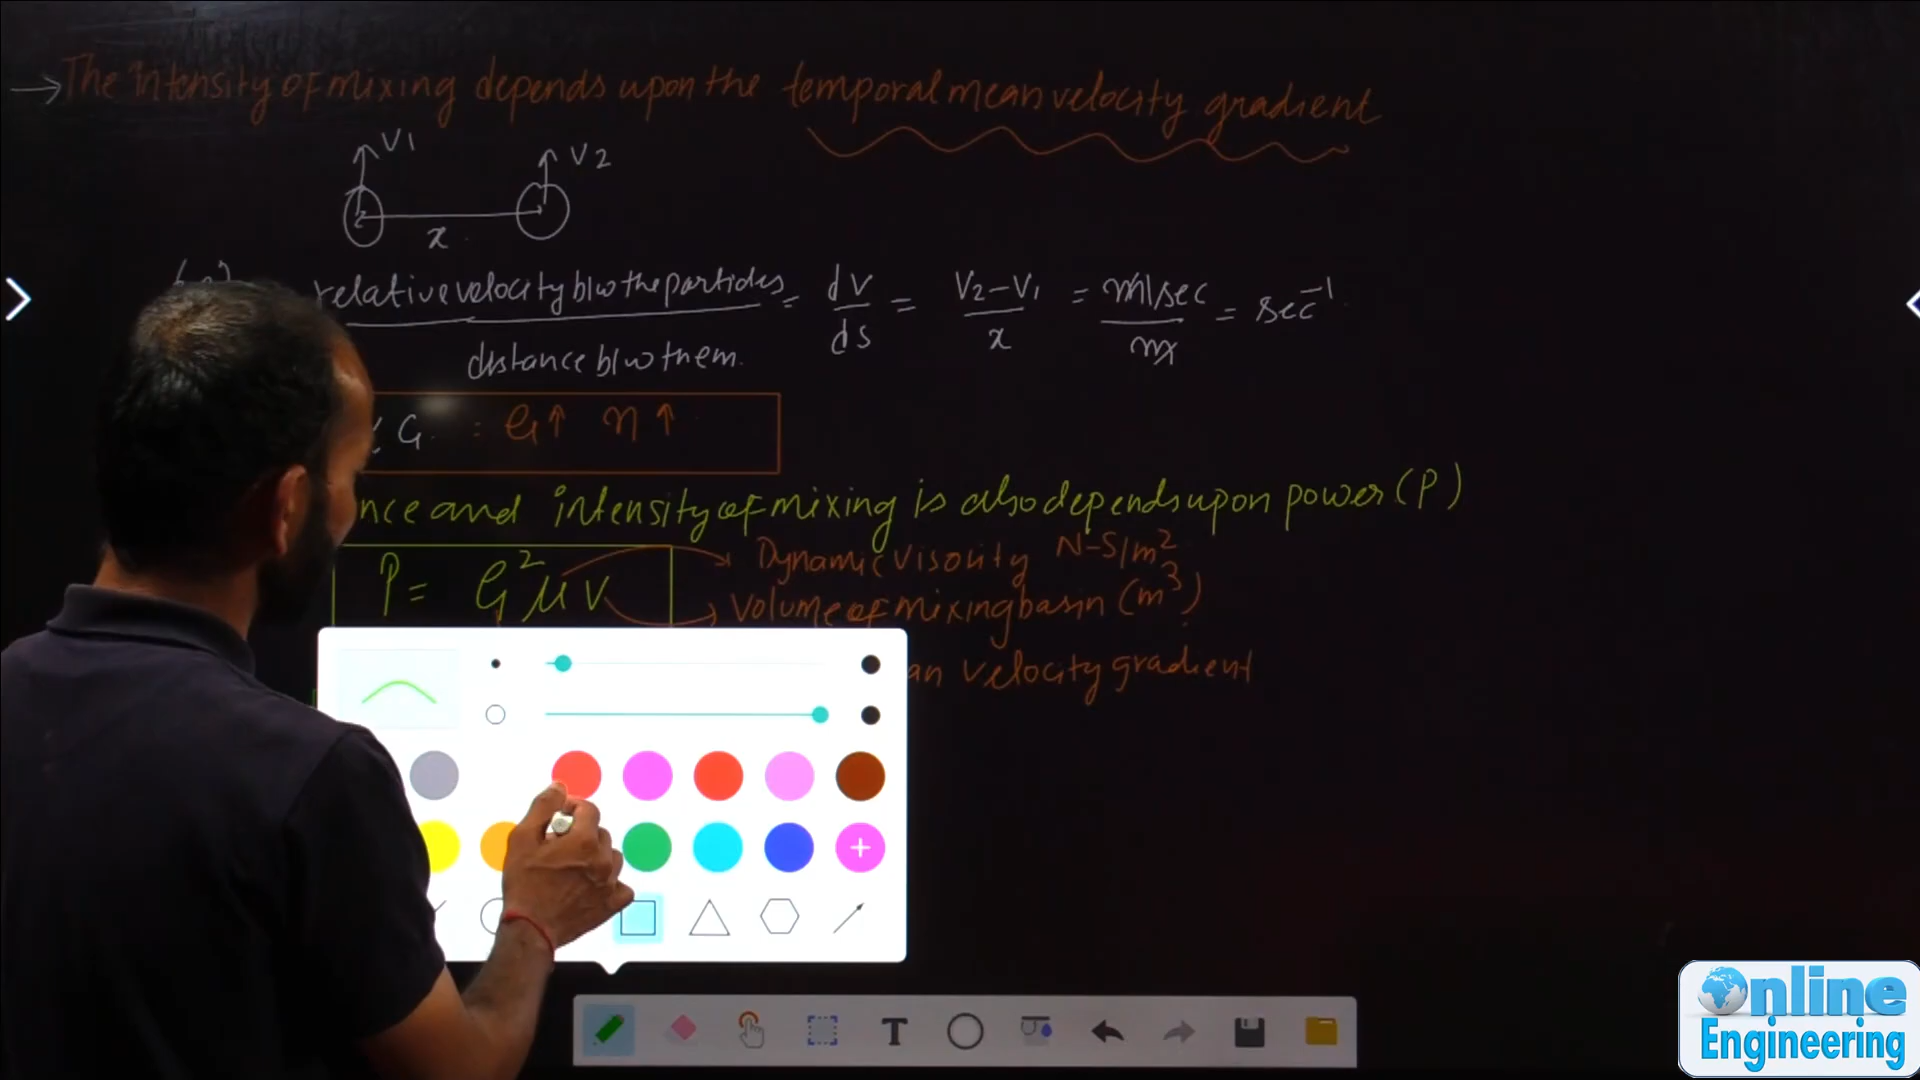 → The intensity of mixing depends upon the temporal mean velocity gradient
V1 V2
x
relative velocity b/w the particles = dv = V2-V1 = m/sec = sec⁻¹
distance b/w them. ds x m
G = G↑ η↑
nce and intensity of mixing is also depends upon power (P)
P = G²μv
Dynamic Visosity N-S/m²
Volume of mixing basin (m³)
an velocity gradient
T
Online
Engineering